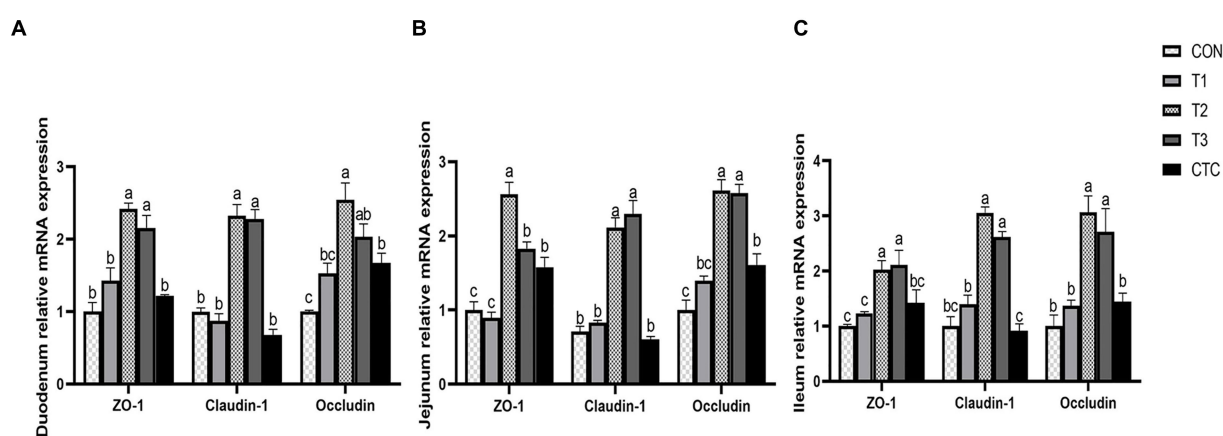 A
Duodenum relative mRNA expression
3
2
1
0
b
b
a
a
b
b
b
a
a
b
c
bc
a
ab
b
ZO-1
Claudin-1
Occludin
B
Jejunum relative mRNA expression
3
2
1
0
c
c
a
b
b
b
b
a
a
b
c
bc
a
a
b
ZO-1
Claudin-1
Occludin
C
Ileum relative mRNA expression
4
3
2
1
0
c
c
a
a
bc
bc
b
a
a
c
b
b
a
a
b
ZO-1
Claudin-1
Occludin
CON
T1
T2
T3
CTC